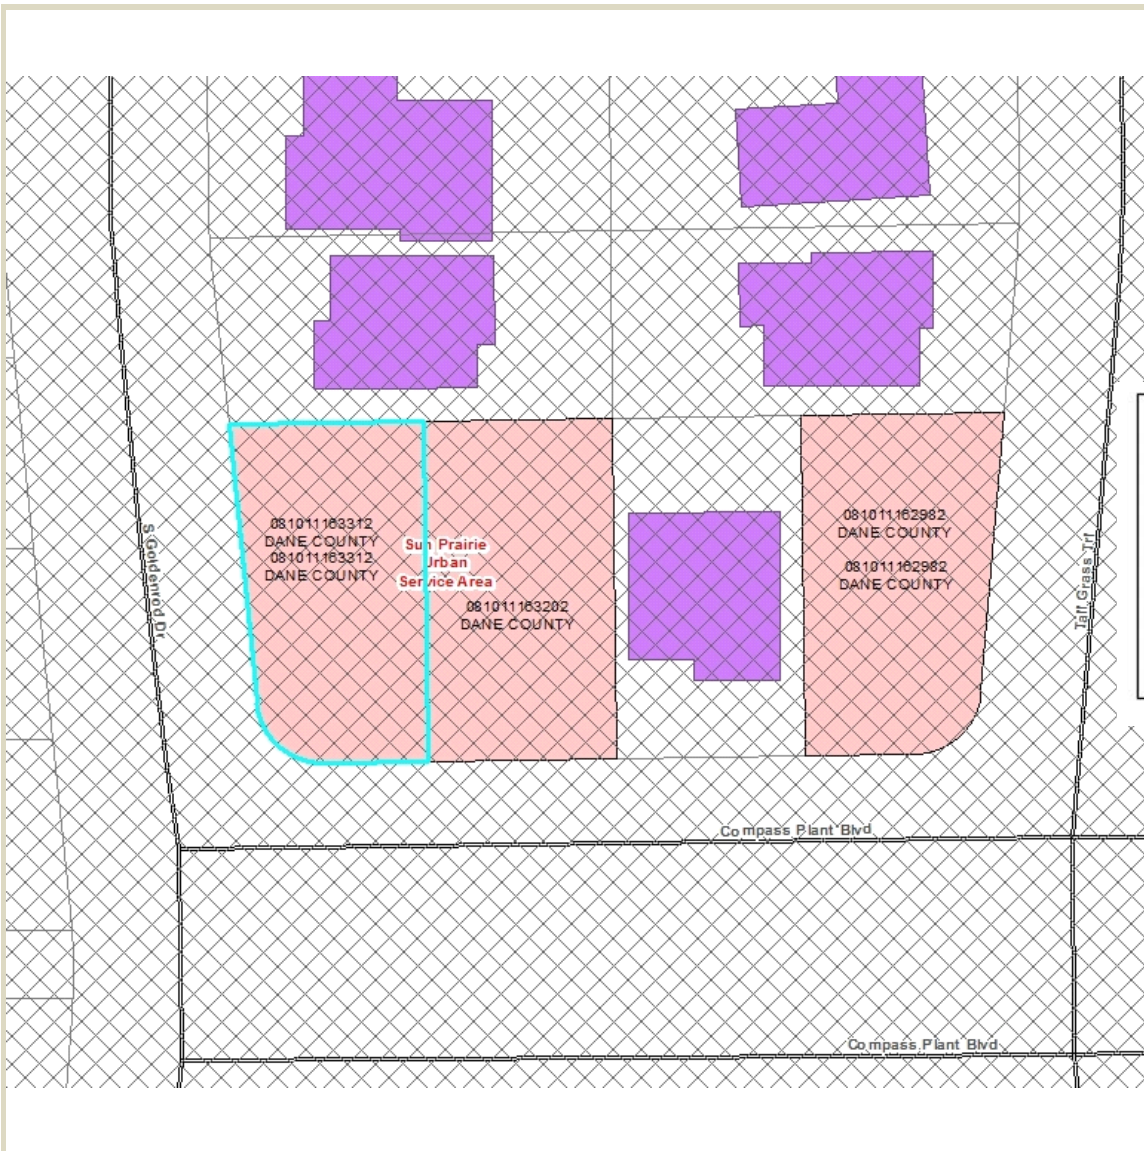 081011163312
DANE COUNTY
081011163312
DANE COUNTY
Sun Prairie
Urban
Service Area
081011163202
DANE COUNTY
081011162982
DANE COUNTY
081011162982
DANE COUNTY
S Goldenrod Dr
Tall Grass Trl
Compass Plant Blvd
Compass Plant Blvd